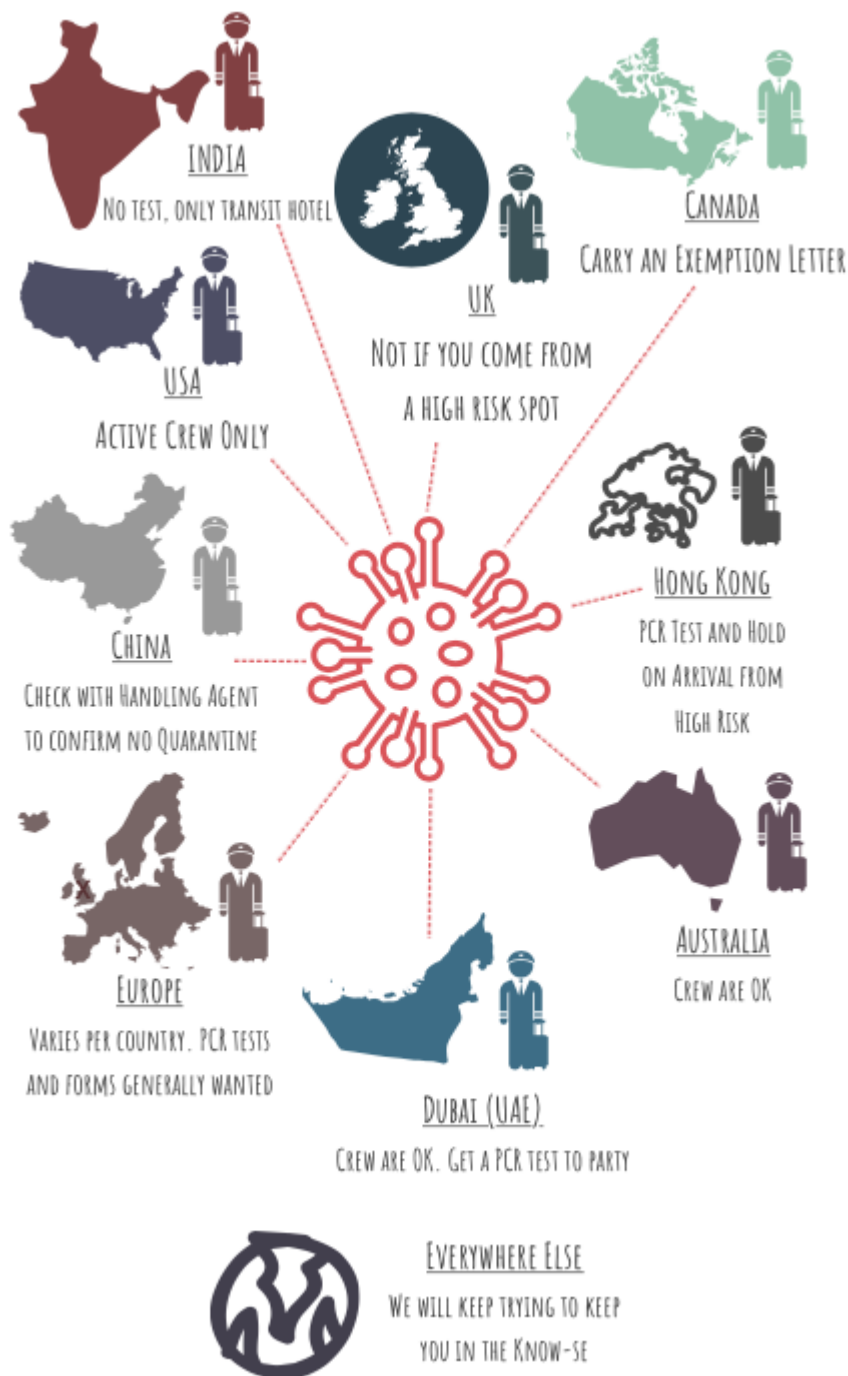 INDIA
NO TEST, ONLY TRANSIT HOTEL
UK
NOT IF YOU COME FROM
A HIGH RISK SPOT
CANADA
CARRY AN EXEMPTION LETTER
USA
ACTIVE CREW ONLY
HONG KONG
PCR TEST AND HOLD
ON ARRIVAL FROM
HIGH RISK
CHINA
CHECK WITH HANDLING AGENT
TO CONFIRM NO QUARANTINE
X
AUSTRALIA
CREW ARE OK
EUROPE
VARIES PER COUNTRY. PCR TESTS
AND FORMS GENERALLY WANTED
DUBAI (UAE)
CREW ARE OK. GET A PCR TEST TO PARTY
EVERYWHERE ELSE
WE WILL KEEP TRYING TO KEEP
YOU IN THE KNOW-SE